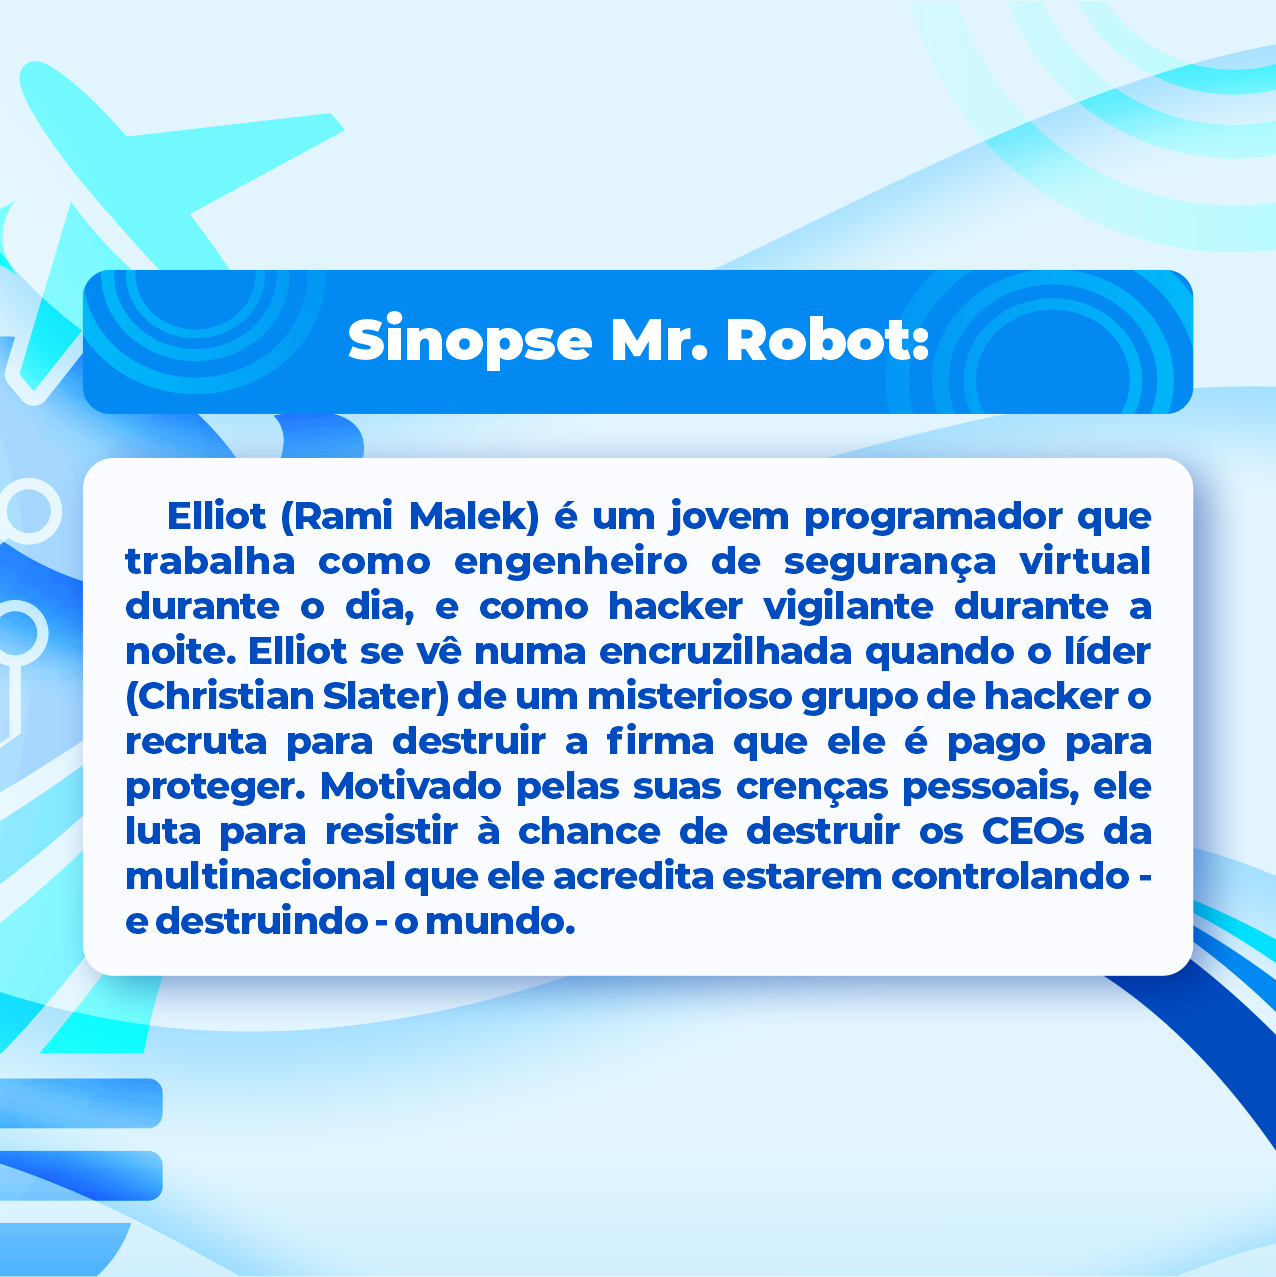 Sinopse Mr. Robot:
Elliot (Rami Malek) é um jovem programador que
trabalha como engenheiro de segurança virtual
durante o dia, e como hacker vigilante durante a
noite. Elliot se vê numa encruzilhada quando o líder
(Christian Slater) de um misterioso grupo de hacker o
recruta para destruir a firma que ele é pago para
proteger. Motivado pelas suas crenças pessoais, ele
luta para resistir à chance de destruir os CEOs da
multinacional que ele acredita estarem controlando -
e destruindo - o mundo.